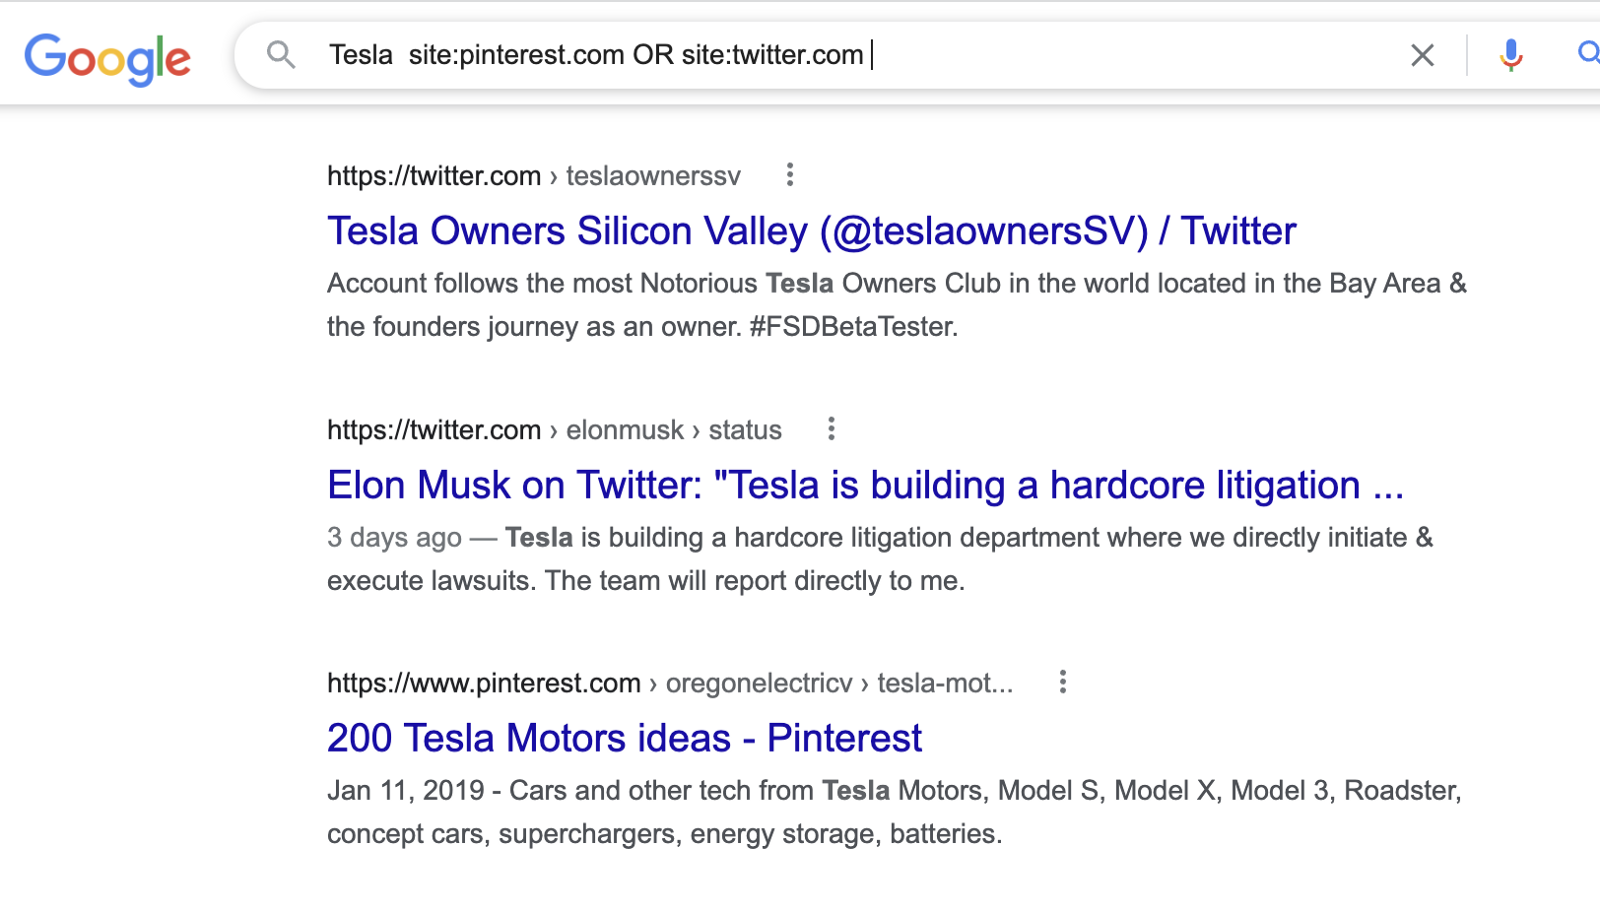 Google
Tesla  site:pinterest.com OR site:twitter.com
https://twitter.com › teslaownerssv
Tesla Owners Silicon Valley (@teslaownersSV) / Twitter
Account follows the most Notorious Tesla Owners Club in the world located in the Bay Area &
the founders journey as an owner. #FSDBetaTester.
https://twitter.com › elonmusk › status
Elon Musk on Twitter: "Tesla is building a hardcore litigation ...
3 days ago — Tesla is building a hardcore litigation department where we directly initiate &
execute lawsuits. The team will report directly to me.
https://www.pinterest.com › oregonelectricv › tesla-mot...
200 Tesla Motors ideas - Pinterest
Jan 11, 2019 - Cars and other tech from Tesla Motors, Model S, Model X, Model 3, Roadster,
concept cars, superchargers, energy storage, batteries.